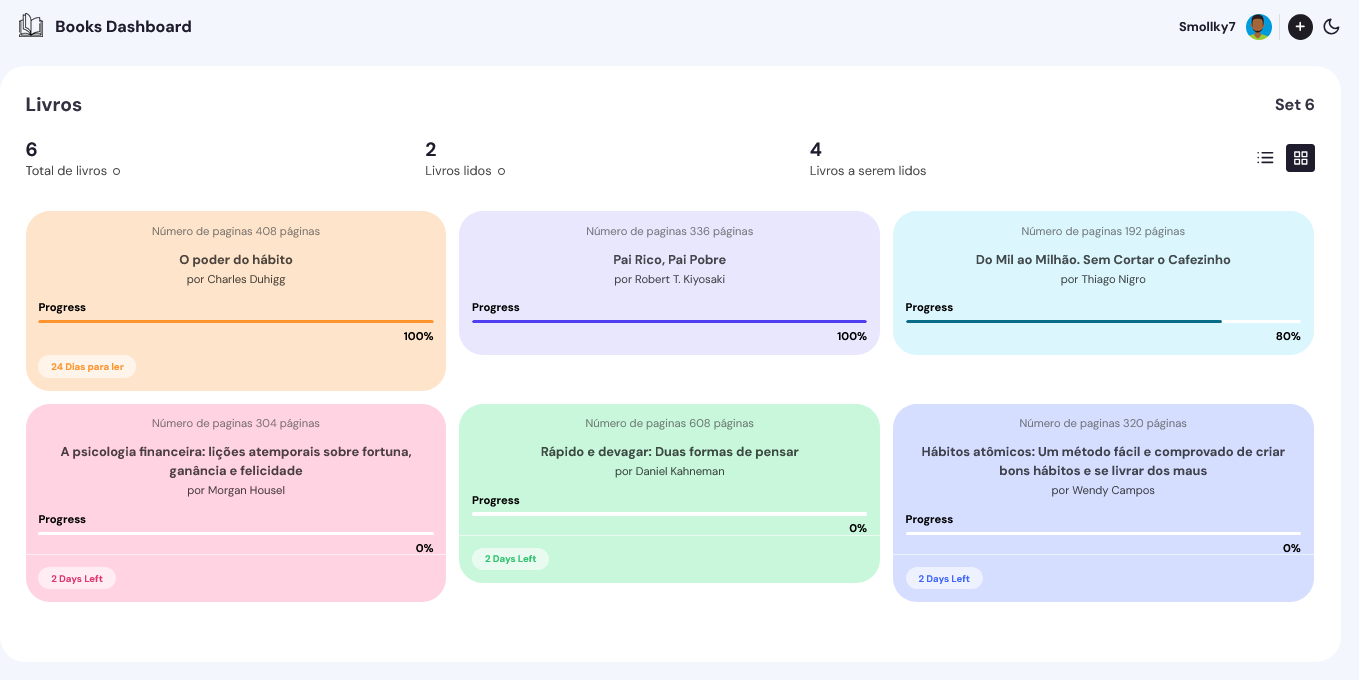 Books Dashboard
Smollky7
Livros
Set 6
6
Total de livros
2
Livros lidos
4
Livros a serem lidos
Número de paginas 408 páginas
O poder do hábito
por Charles Duhigg
Progress
100%
24 Dias para ler
Número de paginas 336 páginas
Pai Rico, Pai Pobre
por Robert T. Kiyosaki
Progress
100%
Número de paginas 192 páginas
Do Mil ao Milhão. Sem Cortar o Cafezinho
por Thiago Nigro
Progress
80%
Número de paginas 304 páginas
A psicologia financeira: lições atemporais sobre fortuna,
ganância e felicidade
por Morgan Housel
Progress
0%
2 Days Left
Número de paginas 608 páginas
Rápido e devagar: Duas formas de pensar
por Daniel Kahneman
Progress
0%
2 Days Left
Número de paginas 320 páginas
Hábitos atômicos: Um método fácil e comprovado de criar
bons hábitos e se livrar dos maus
por Wendy Campos
Progress
0%
2 Days Left